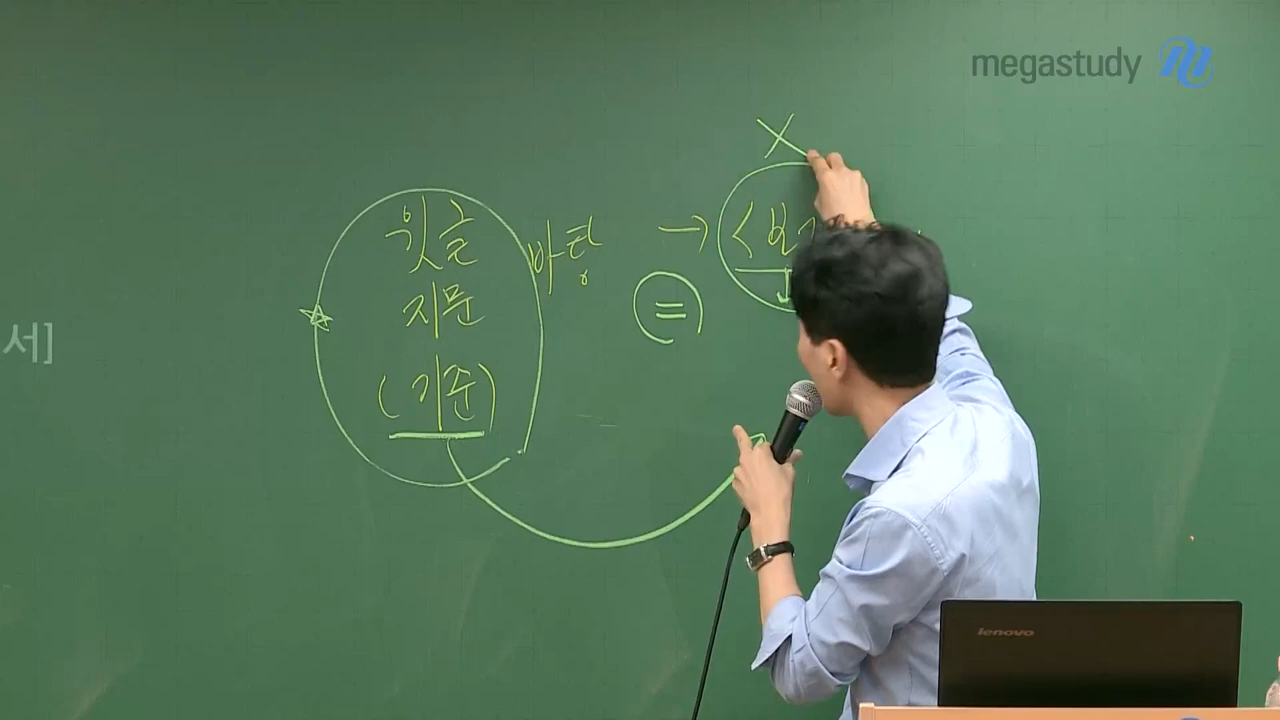 megastudy
X
윗글 바탕 → <보기
지문
=
(기준)
서]
lenovo